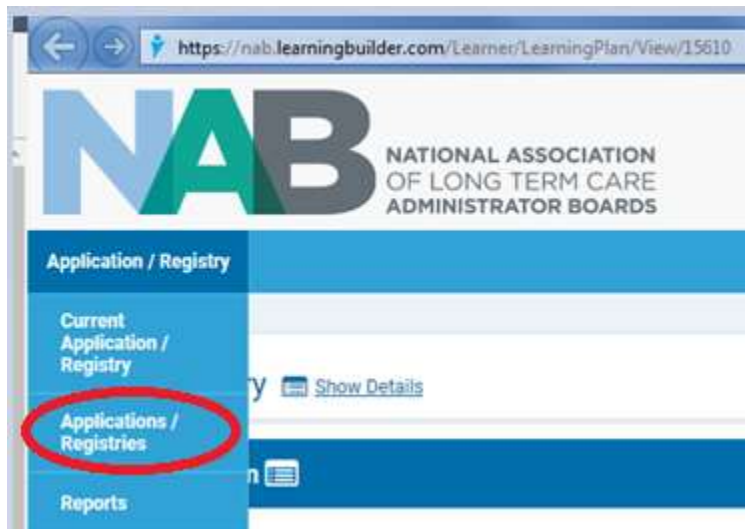 https://nab.learningbuilder.com/Learner/LearningPlan/View/15610
NAB
NATIONAL ASSOCIATION
OF LONG TERM CARE
ADMINISTRATOR BOARDS
Application / Registry
Current
Application /
Registry
y Show Details
Applications /
Registries
n
Reports